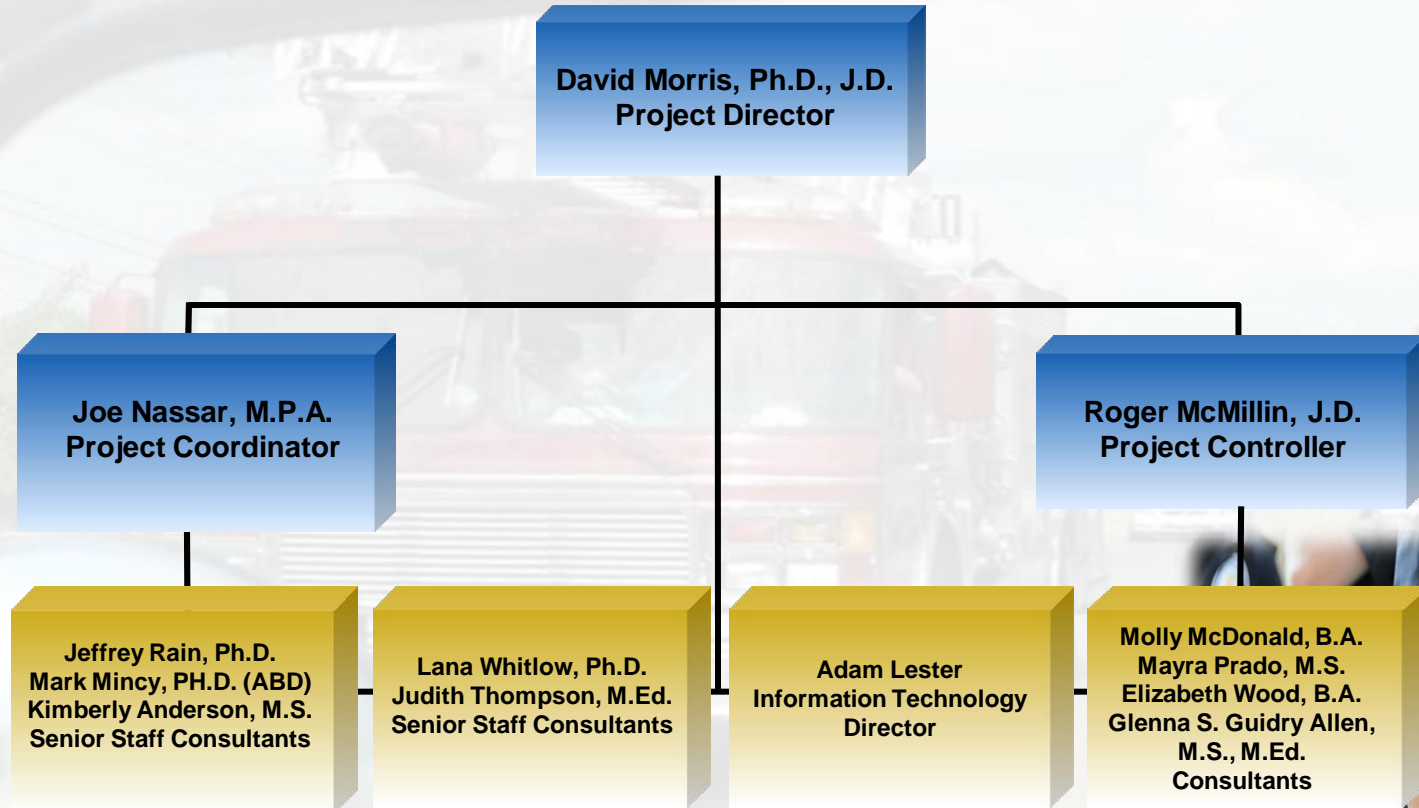 David Morris, Ph.D., J.D.
Project Director
Joe Nassar, M.P.A.
Project Coordinator
Roger McMillin, J.D.
Project Controller
Jeffrey Rain, Ph.D.
Mark Mincy, PH.D. (ABD)
Kimberly Anderson, M.S.
Senior Staff Consultants
Lana Whitlow, Ph.D.
Judith Thompson, M.Ed.
Senior Staff Consultants
Adam Lester
Information Technology
Director
Molly McDonald, B.A.
Mayra Prado, M.S.
Elizabeth Wood, B.A.
Glenna S. Guidry Allen,
M.S., M.Ed.
Consultants